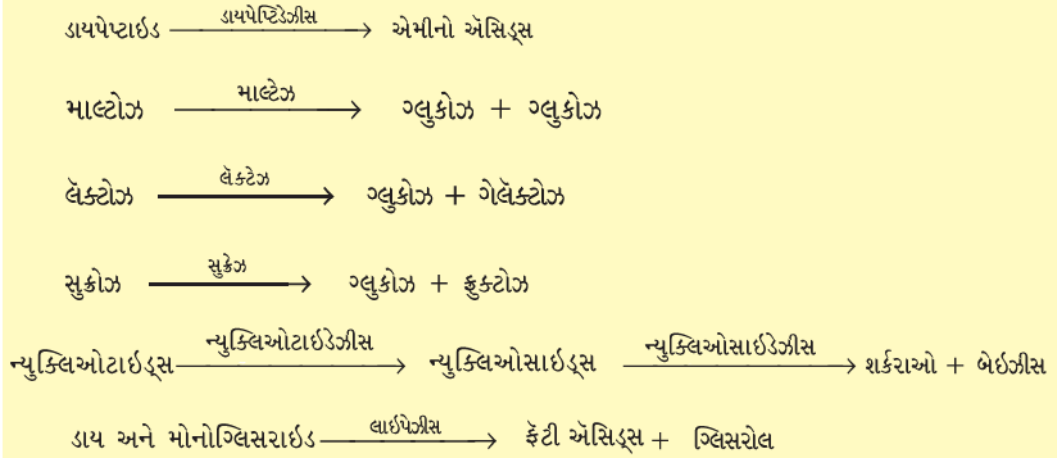 ડાયપેપ્ટાઇડ ડાયપેપ્ટિડેઝીસ → એમીનો ઍસિડ્સ
માલ્ટોઝ માલ્ટેઝ → ગ્લુકોઝ + ગ્લુકોઝ
લૅક્ટોઝ લૅક્ટેઝ → ગ્લુકોઝ + ગેલૅક્ટોઝ
સુક્રોઝ સુક્રેઝ → ગ્લુકોઝ + ફ્રુક્ટોઝ
ન્યુક્લિઓટાઇડ્સ ન્યુક્લિઓટાઇડેઝીસ → ન્યુક્લિઓસાઇડ્સ ન્યુક્લિઓસાઇડેઝીસ → શર્કરાઓ + બેઇઝીસ
ડાય અને મોનોગ્લિસરાઇડ લાઇપેઝીસ → ફૅટી ઍસિડ્સ + ગ્લિસરોલ